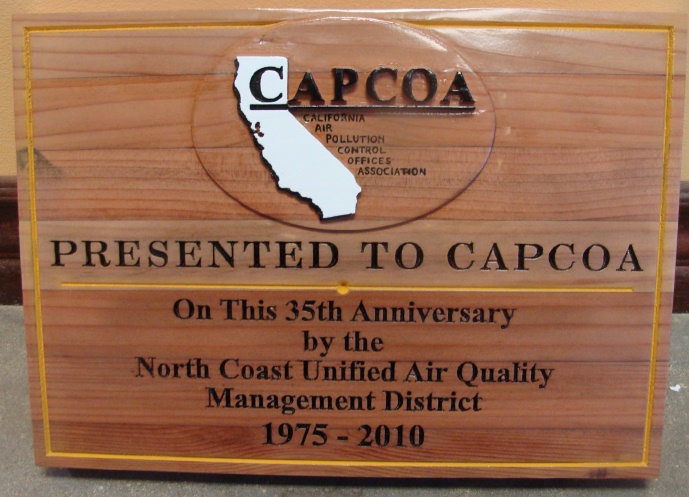 CAPCOA
CALIFORNIA
AIR
POLLUTION
CONTROL
OFFICES
ASSOCIATION
PRESENTED TO CAPCOA
On This 35th Anniversary
by the
North Coast Unified Air Quality
Management District
1975 - 2010